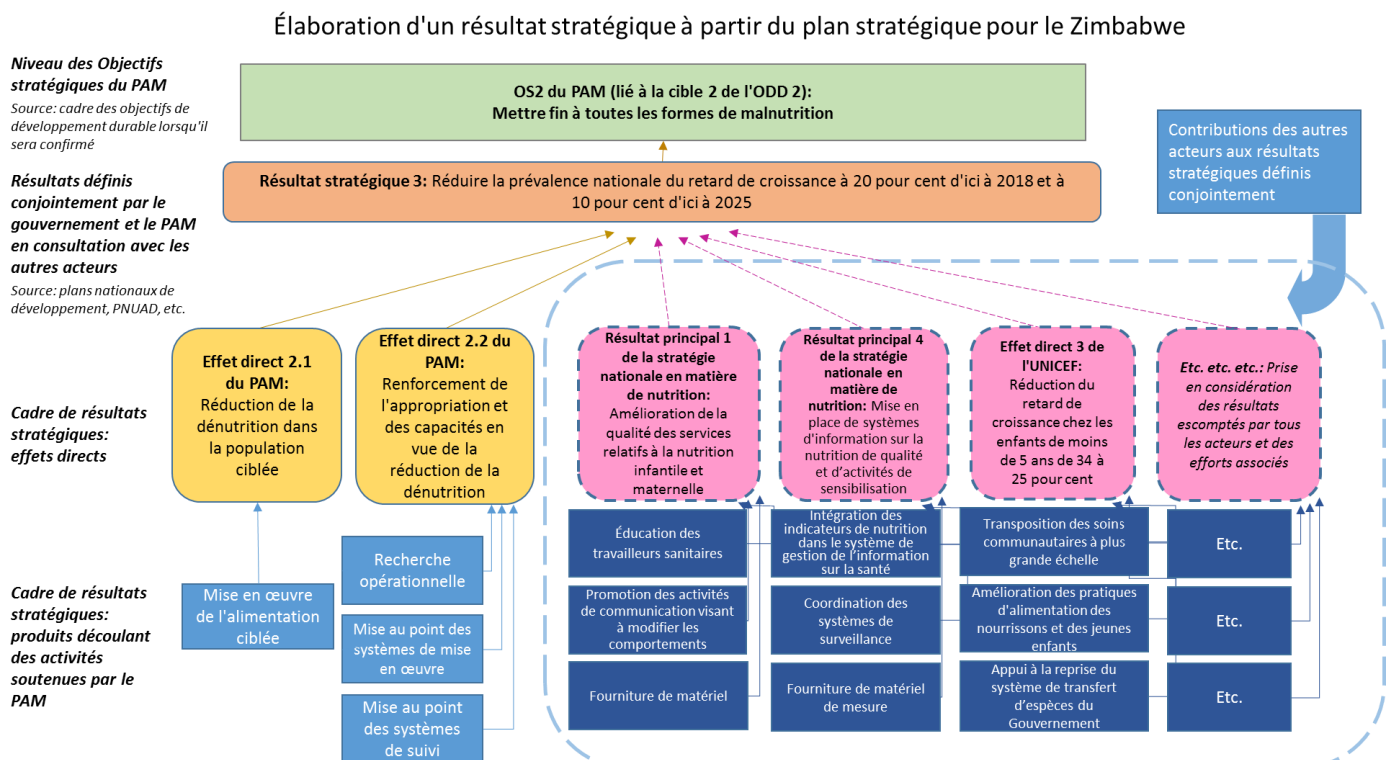 Élaboration d'un résultat stratégique à partir du plan stratégique pour le Zimbabwe
Niveau des Objectifs
stratégiques du PAM
Source: cadre des objectifs de
développement durable lorsqu'il
sera confirmé
OS2 du PAM (lié à la cible 2 de l'ODD 2):
Mettre fin à toutes les formes de malnutrition
Contributions des autres
acteurs aux résultats
stratégiques définis
conjointement
Résultats définis
conjointement par le
gouvernement et le PAM
en consultation avec les
autres acteurs
Source: plans nationaux de
développement, PNUAD, etc.
Résultat stratégique 3: Réduire la prévalence nationale du retard de croissance à 20 pour cent d'ici à 2018 et à
10 pour cent d'ici à 2025
Cadre de résultats
stratégiques:
effets directs
Effet direct 2.1
du PAM:
Réduction de la
dénutrition dans
la population
ciblée
Effet direct 2.2 du
PAM:
Renforcement de
l'appropriation et
des capacités en
vue de la
réduction de la
dénutrition
Résultat principal
1 de la stratégie
nationale en matière
de nutrition:
Amélioration de la
qualité des services
relatifs à la nutrition
infantile et
maternelle
Résultat principal 4
de la stratégie
nationale en
matière de
nutrition: Mise en
place de systèmes
d'information sur la
nutrition de qualité
et d’activités de
sensibilisation
Effet direct 3 de
l'UNICEF:
Réduction du
retard de
croissance chez les
enfants de moins
de 5 ans de 34 à
25 pour cent
Etc. etc. etc.: Prise
en considération
des résultats
escomptés par tous
les acteurs et des
efforts associés
Cadre de résultats
stratégiques:
produits découlant
des activités
soutenues par le
PAM
Mise en œuvre
de l'alimentation
ciblée
Recherche
opérationnelle
Mise au point des
systèmes de mise
en œuvre
Mise au point
des systèmes
de suivi
Éducation des
travailleurs sanitaires
Promotion des activités
de communication visant
à modifier les
comportements
Fourniture de matériel
Intégration des
indicateurs de nutrition
dans le système de
gestion de l’information
sur la santé
Coordination des
systèmes de
surveillance
Fourniture de matériel
de mesure
Transposition des soins
communautaires à plus
grande échelle
Amélioration des pratiques
d'alimentation des
nourrissons et des jeunes
enfants
Appui à la reprise du
système de transfert
d’espèces du
Gouvernement
Etc.
Etc.
Etc.